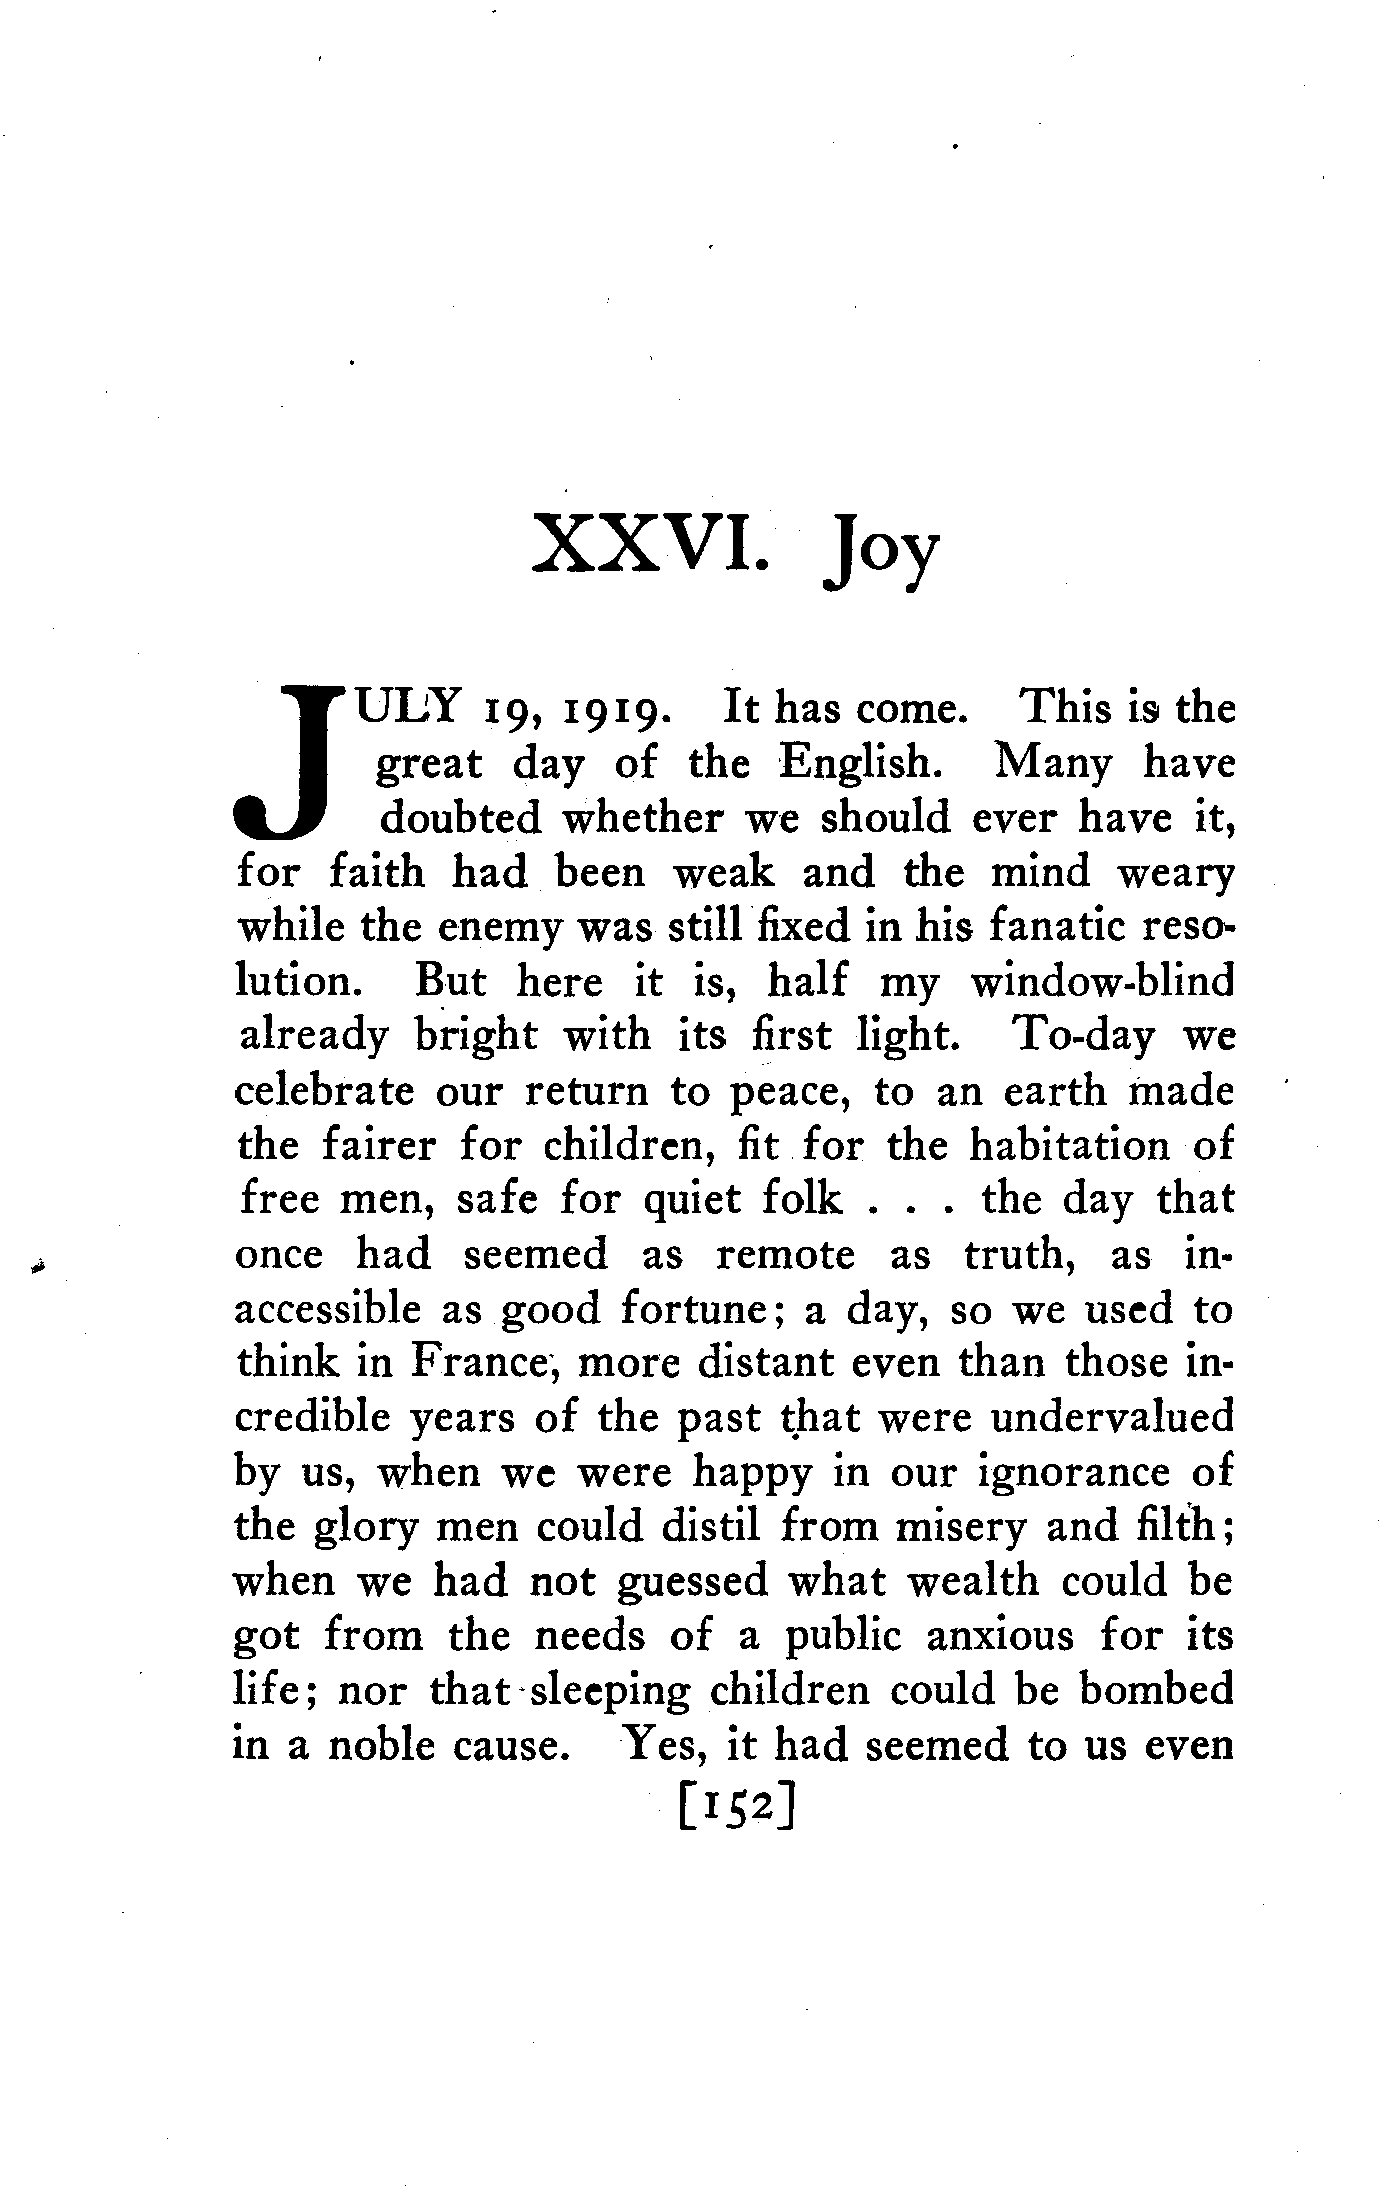 XXVI. Joy
JULY 19, 1919. It has come. This is the
great day of the English. Many have
doubted whether we should ever have it,
for faith had been weak and the mind weary
while the enemy was still fixed in his fanatic reso-
lution. But here it is, half my window-blind
already bright with its first light. To-day we
celebrate our return to peace, to an earth made
the fairer for children, fit for the habitation of
free men, safe for quiet folk . . . the day that
once had seemed as remote as truth, as in-
accessible as good fortune; a day, so we used to
think in France, more distant even than those in-
credible years of the past that were undervalued
by us, when we were happy in our ignorance of
the glory men could distil from misery and filth;
when we had not guessed what wealth could be
got from the needs of a public anxious for its
life; nor that sleeping children could be bombed
in a noble cause. Yes, it had seemed to us even
[152]